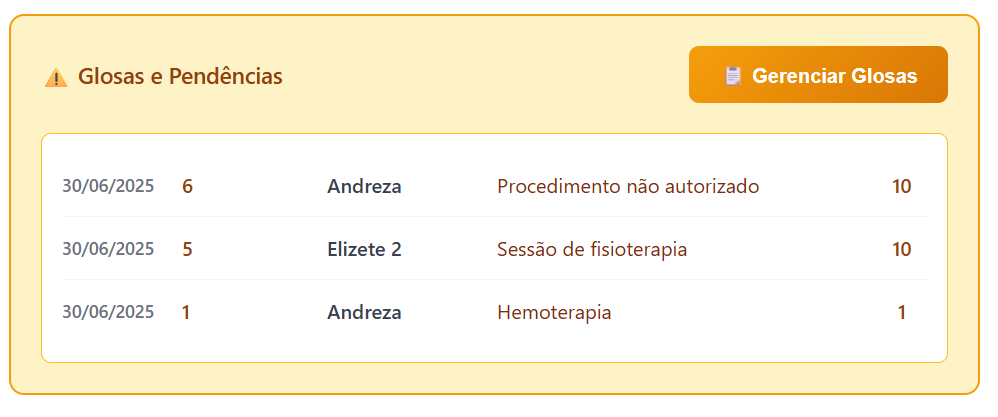 ⚠️ Glosas e Pendências
📋 Gerenciar Glosas
30/06/2025 6 Andreza Procedimento não autorizado 10
30/06/2025 5 Elizete 2 Sessão de fisioterapia 10
30/06/2025 1 Andreza Hemoterapia 1